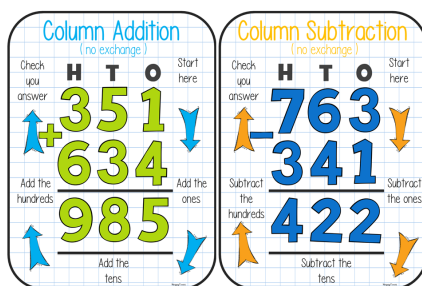 Column Addition
( no exchange )
Check
you
answer
H T O
Start
here
351
+
634
Add the
hundreds
Add the
ones
985
Add the
tens
Column Subtraction
( no exchange )
Check
you
answer
H T O
Start
here
763
-
341
Subtract
the
hundreds
Subtract
the ones
422
Subtract the
tens